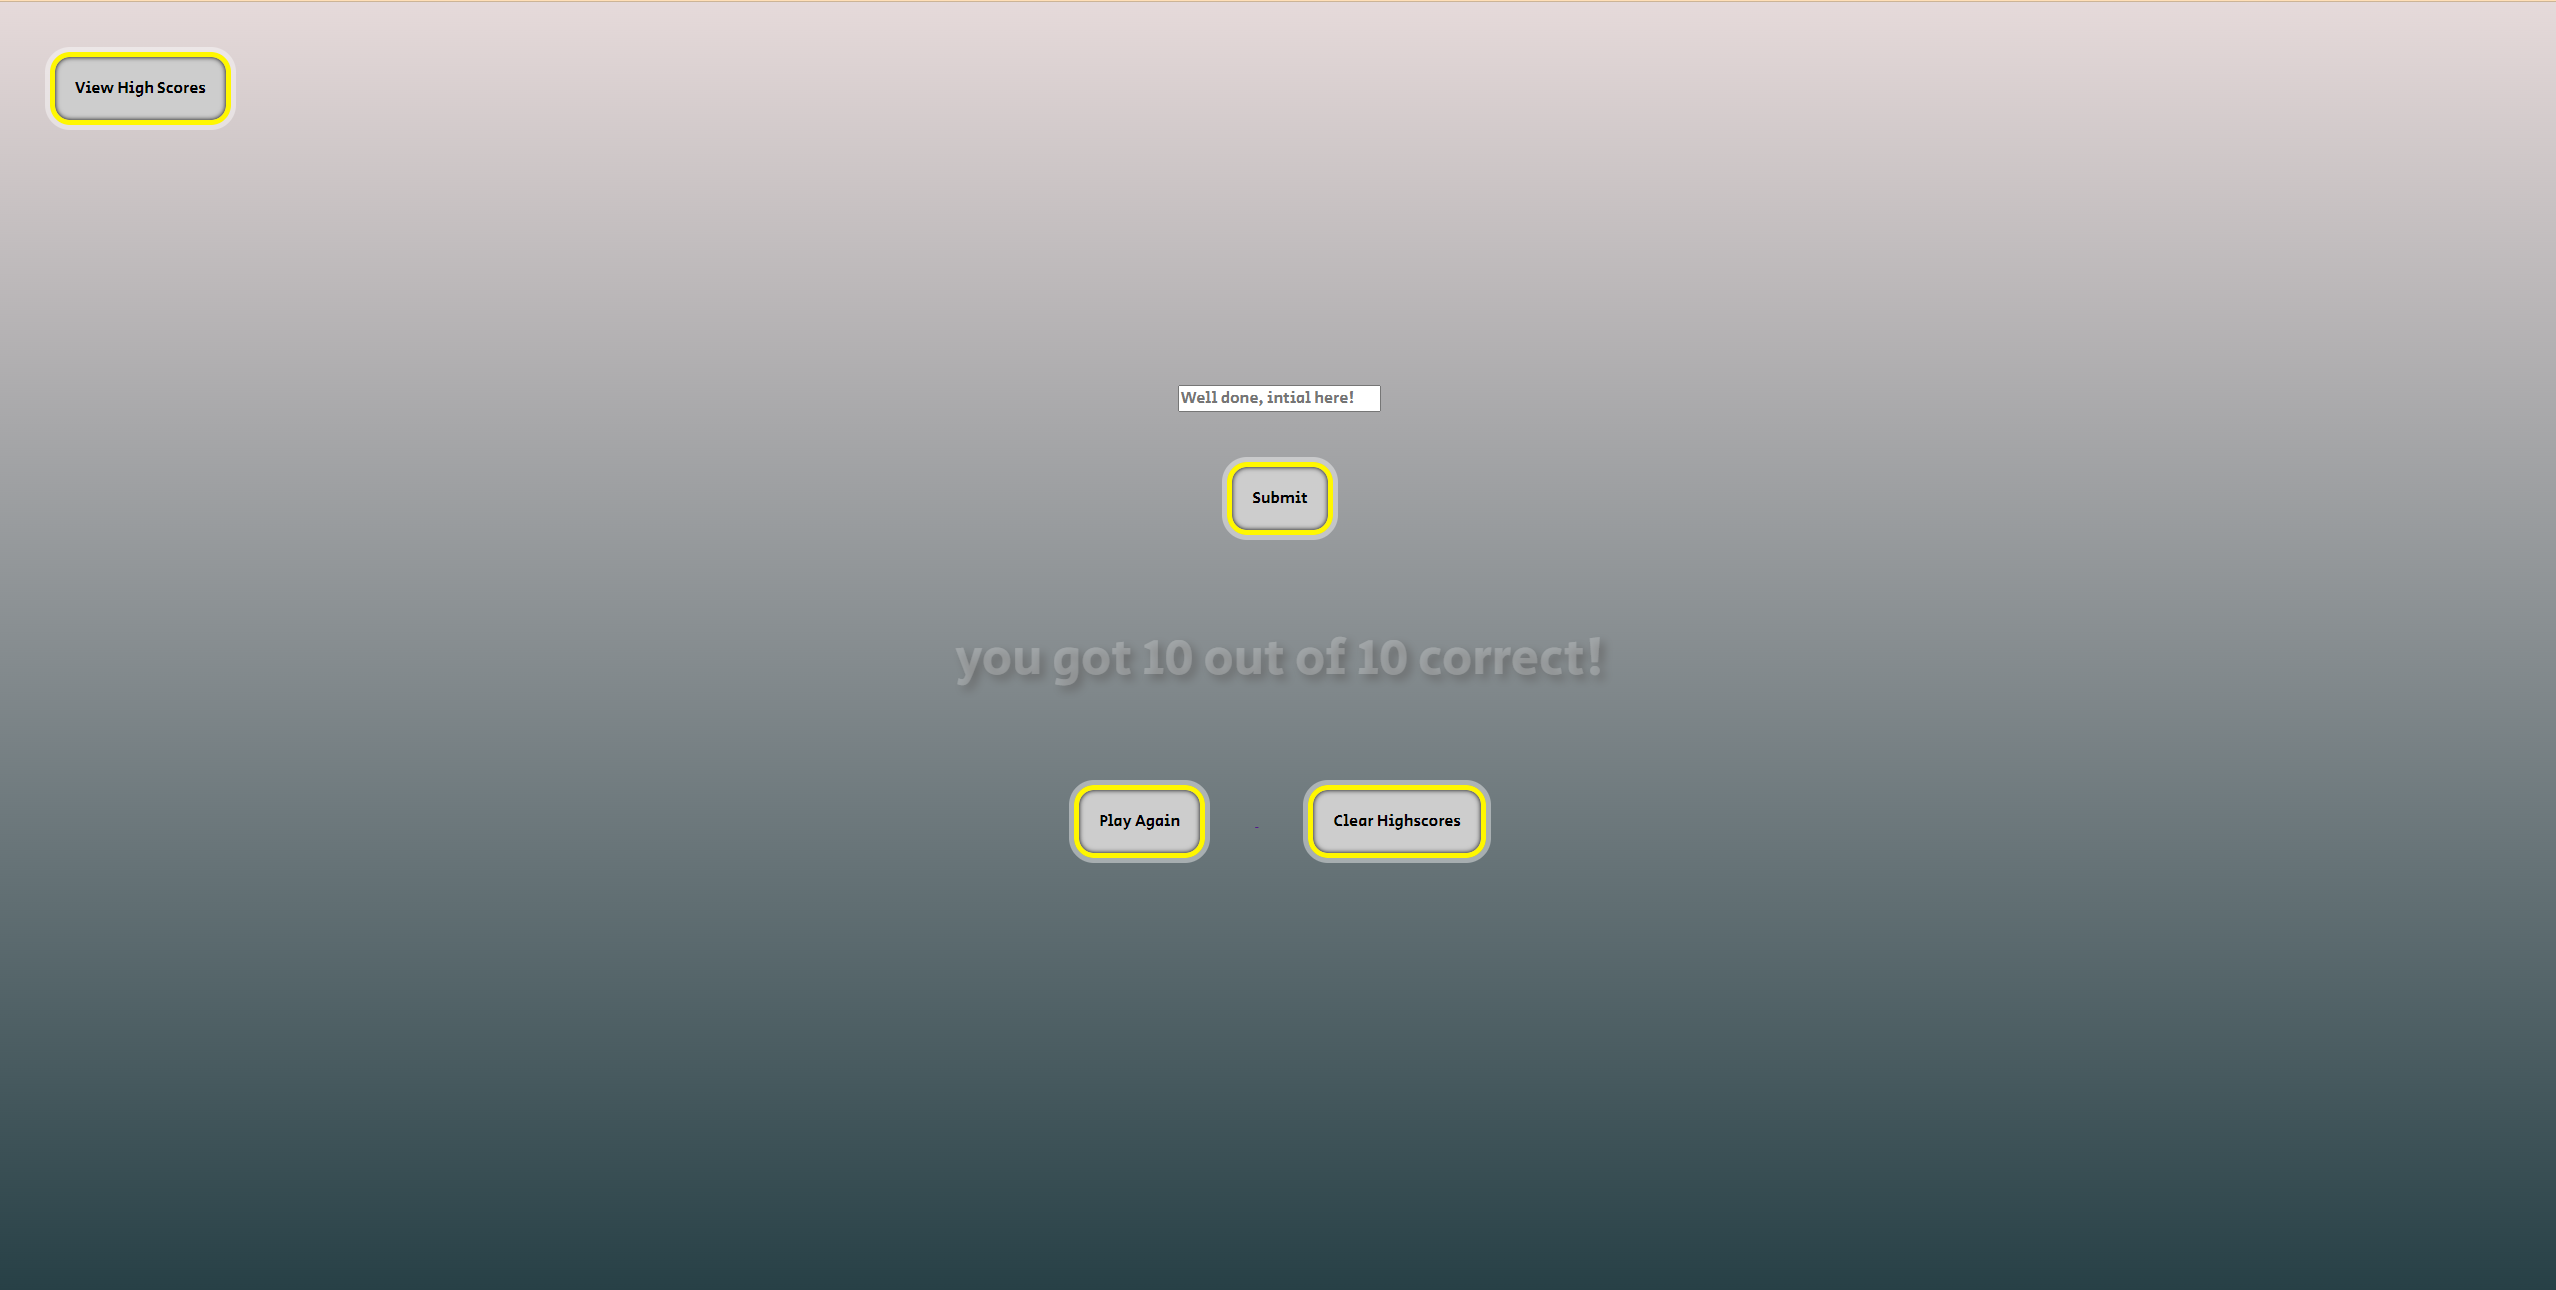 View High Scores
Well done, intial here!
Submit
you got 10 out of 10 correct!
Play Again - Clear Highscores